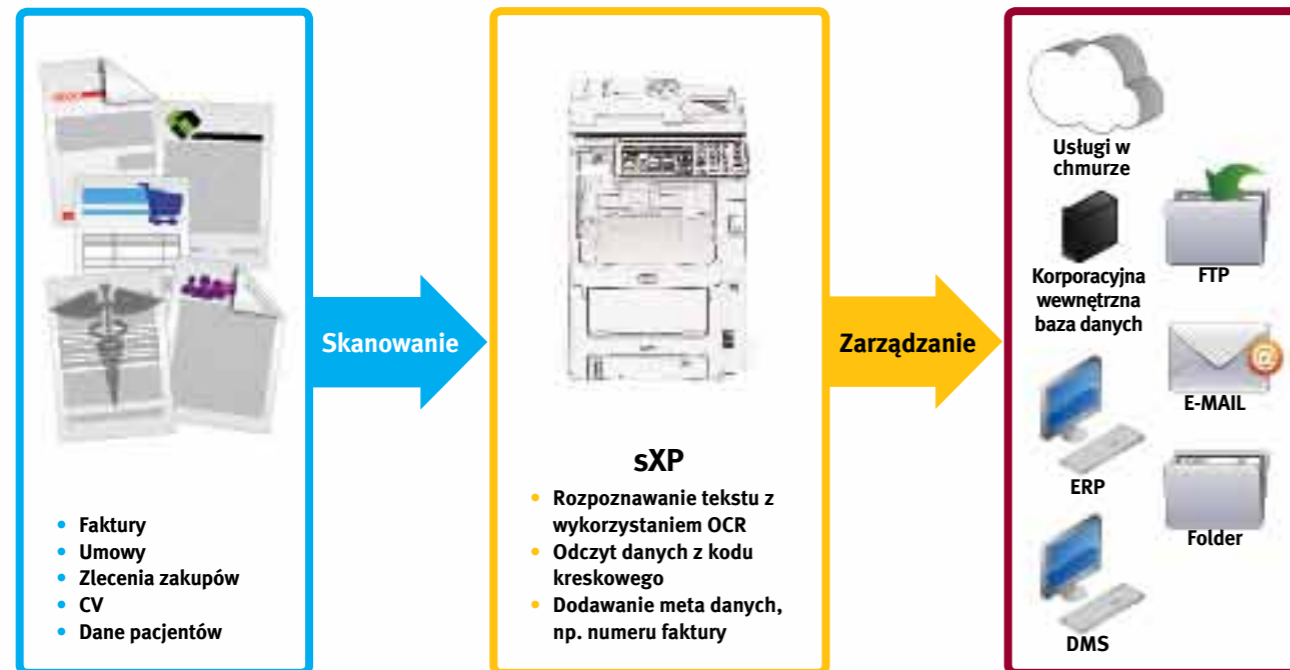 Faktury
Umowy
Zlecenia zakupów
CV
Dane pacjentów
Skanowanie
sXP
Rozpoznawanie tekstu z
wykorzystaniem OCR
Odczyt danych z kodu
kreskowego
Dodawanie meta danych,
np. numeru faktury
Zarządzanie
Usługi w
chmurze
Korporacyjna
wewnętrzna
baza danych
FTP
@
E-MAIL
ERP
Folder
DMS